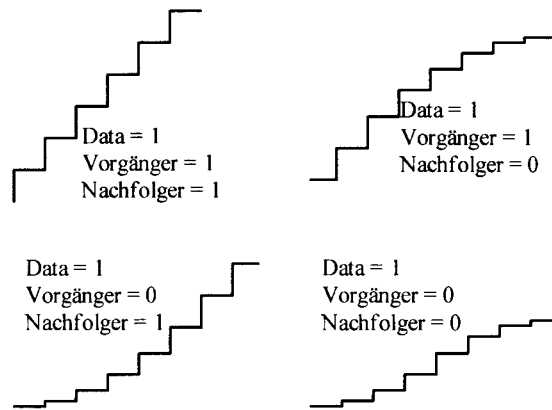 Data = 1
Vorgänger = 1
Nachfolger = 1
Data = 1
Vorgänger = 1
Nachfolger = 0
Data = 1
Vorgänger = 0
Nachfolger = 1
Data = 1
Vorgänger = 0
Nachfolger = 0